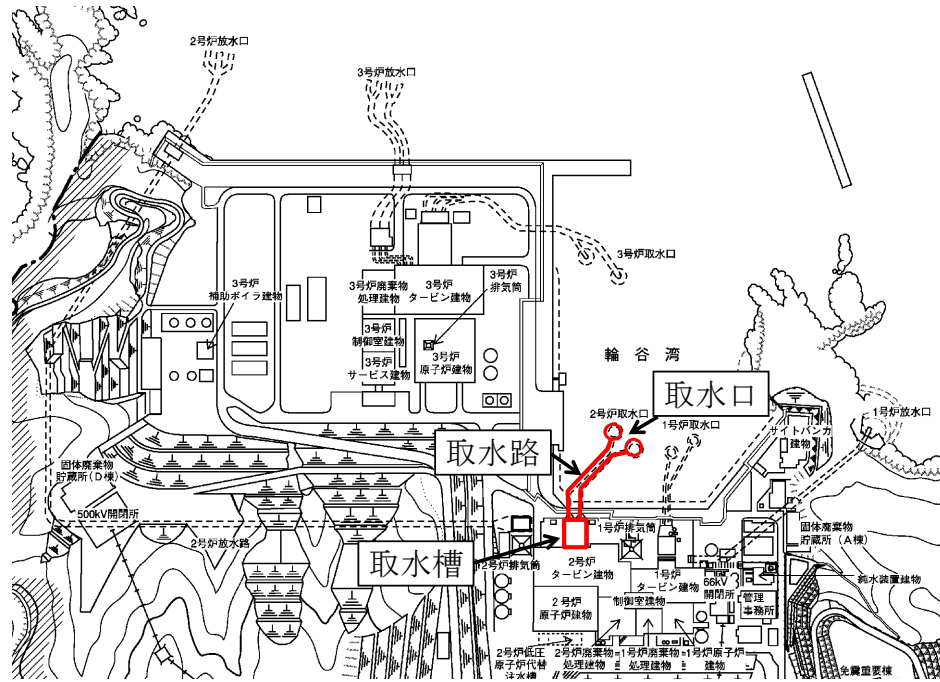 2号炉放水口
3号炉放水口
3号炉取水口
3号炉
補助ボイラ建物
3号炉廃棄物
処理建物
3号炉
タービン建物
3号炉
排気筒
3号炉
制御室建物
3号炉
サービス建物
3号炉
原子炉建物
輪谷湾
取水口
2号炉取水口
1号炉取水口
サイトバンカ
建物
1号炉放水口
取水路
固体廃棄物
貯蔵所(D棟)
500kV開閉所
2号炉放水路
取水槽
2号炉排気筒
1号炉排気筒
2号炉
タービン建物
1号炉
タービン建物
66kV
開閉所
固体廃棄物
貯蔵所(A棟)
純水装置建物
管理
事務所
制御室建物
2号炉
原子炉建物
2号炉低圧
原子炉代替
注水槽
2号炉廃棄物
処理建物
1号炉廃棄物
処理建物
1号炉原子炉
建物
免震重要棟